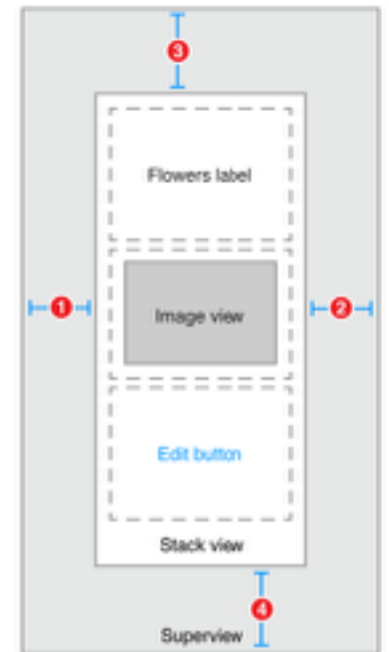 3
Flowers label
1
Image view
2
Edit button
Stack view
4
Superview